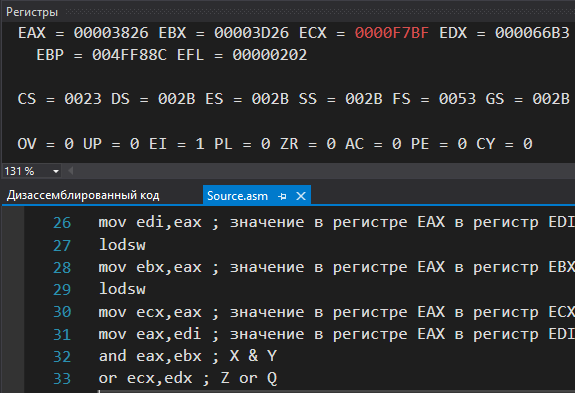 Регистры
EAX = 00003826 EBX = 00003D26 ECX = 0000F7BF EDX = 000066B3
EBP = 004FF88C EFL = 00000202
CS = 0023 DS = 002B ES = 002B SS = 002B FS = 0053 GS = 002B
OV = 0 UP = 0 EI = 1 PL = 0 ZR = 0 AC = 0 PE = 0 CY = 0
131 %
Дизассемблированный код Source.asm
26 mov edi,eax ; значение в регистре EAX в регистр EDI
27 lodsw
28 mov ebx,eax ; значение в регистре EAX в регистр EBX
29 lodsw
30 mov ecx,eax ; значение в регистре EAX в регистр ECX
31 mov eax,edi ; значение в регистре EAX в регистр EDI
32 and eax,ebx ; X & Y
33 or ecx,edx ; Z or Q